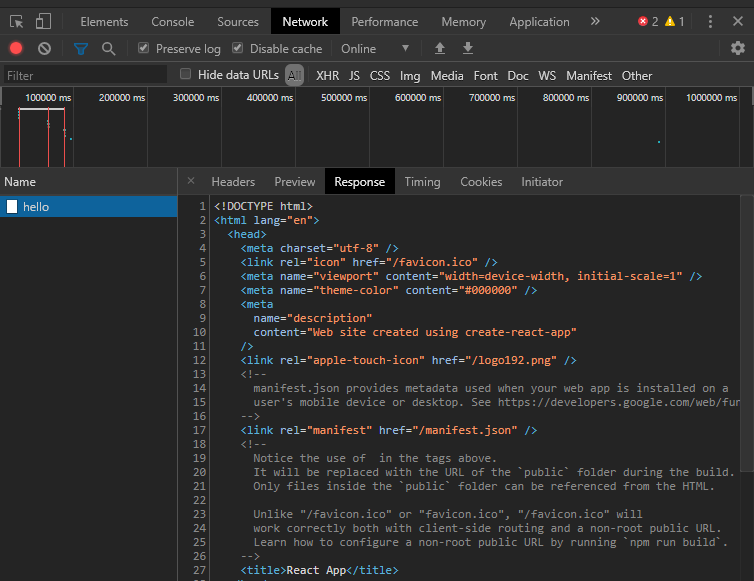 Elements Console Sources Network Performance Memory Application » 2 1
Preserve log Disable cache Online
Filter Hide data URLs All XHR JS CSS Img Media Font Doc WS Manifest Other
100000 ms 200000 ms 300000 ms 400000 ms 500000 ms 600000 ms 700000 ms 800000 ms 900000 ms 1000000 ms
Name × Headers Preview Response Timing Cookies Initiator
hello
1 <!DOCTYPE html>
2 <html lang="en">
3 <head>
4 <meta charset="utf-8" />
5 <link rel="icon" href="/favicon.ico" />
6 <meta name="viewport" content="width=device-width, initial-scale=1" />
7 <meta name="theme-color" content="#000000" />
8 <meta
9 name="description"
10 content="Web site created using create-react-app"
11 />
12 <link rel="apple-touch-icon" href="/logo192.png" />
13 <!--
14 manifest.json provides metadata used when your web app is installed on a
15 user's mobile device or desktop. See https://developers.google.com/web/fun
16 -->
17 <link rel="manifest" href="/manifest.json" />
18 <!--
19 Notice the use of  in the tags above.
20 It will be replaced with the URL of the `public` folder during the build.
21 Only files inside the `public` folder can be referenced from the HTML.
22
23 Unlike "/favicon.ico" or "favicon.ico", "/favicon.ico" will
24 work correctly both with client-side routing and a non-root public URL.
25 Learn how to configure a non-root public URL by running `npm run build`.
26 -->
27 <title>React App</title>